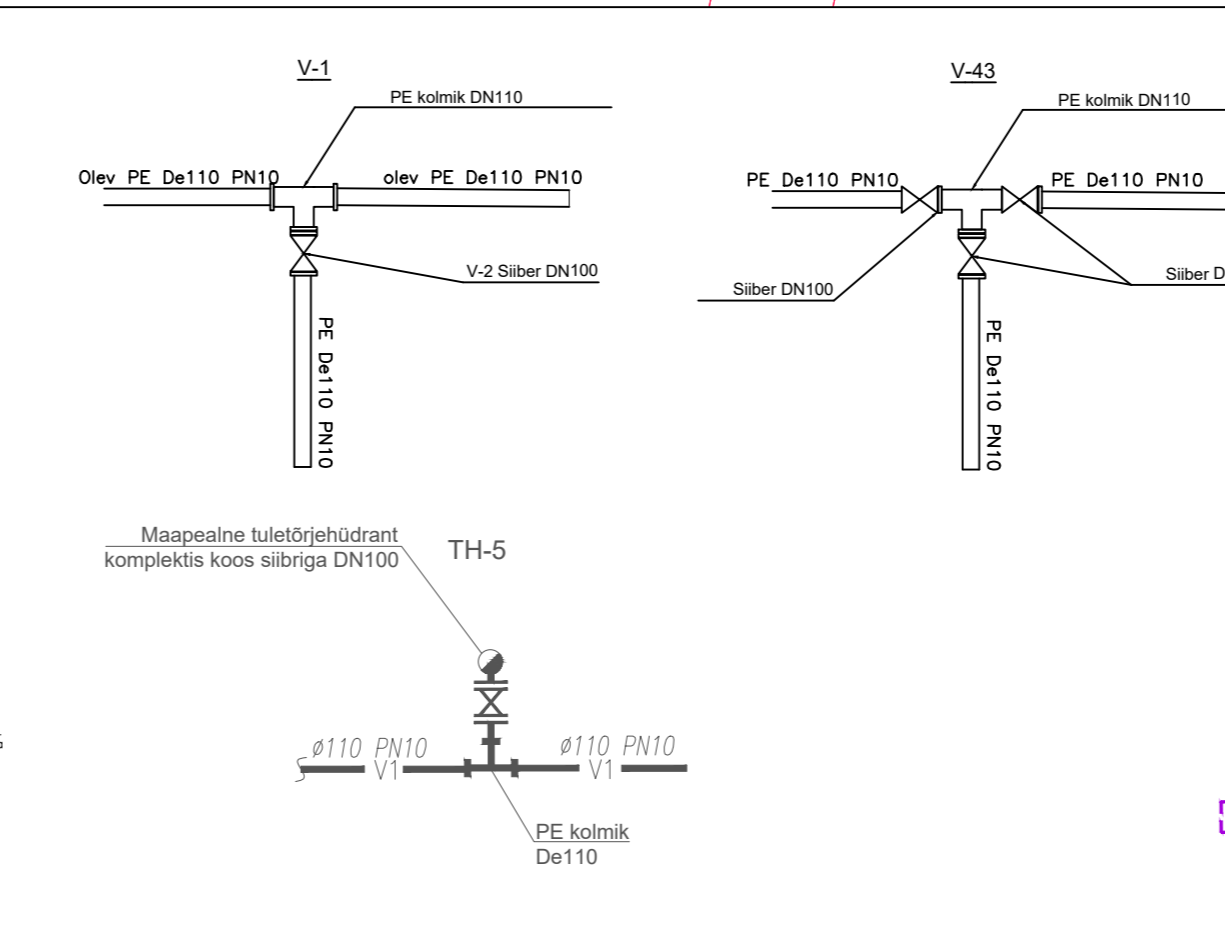 V-1
PE kolmik DN110
Olev PE De110 PN10
olev PE De110 PN10
V-2 Siiber DN100
PE De110 PN10
V-43
PE kolmik DN110
PE De110 PN10
PE De110 PN10
Siiber DN100
Siiber D
PE De110 PN10
Maapealne tuletõrjehüdrant
komplektis koos siibriga DN100
TH-5
ø110 PN10
V1
ø110 PN10
V1
PE kolmik
De110